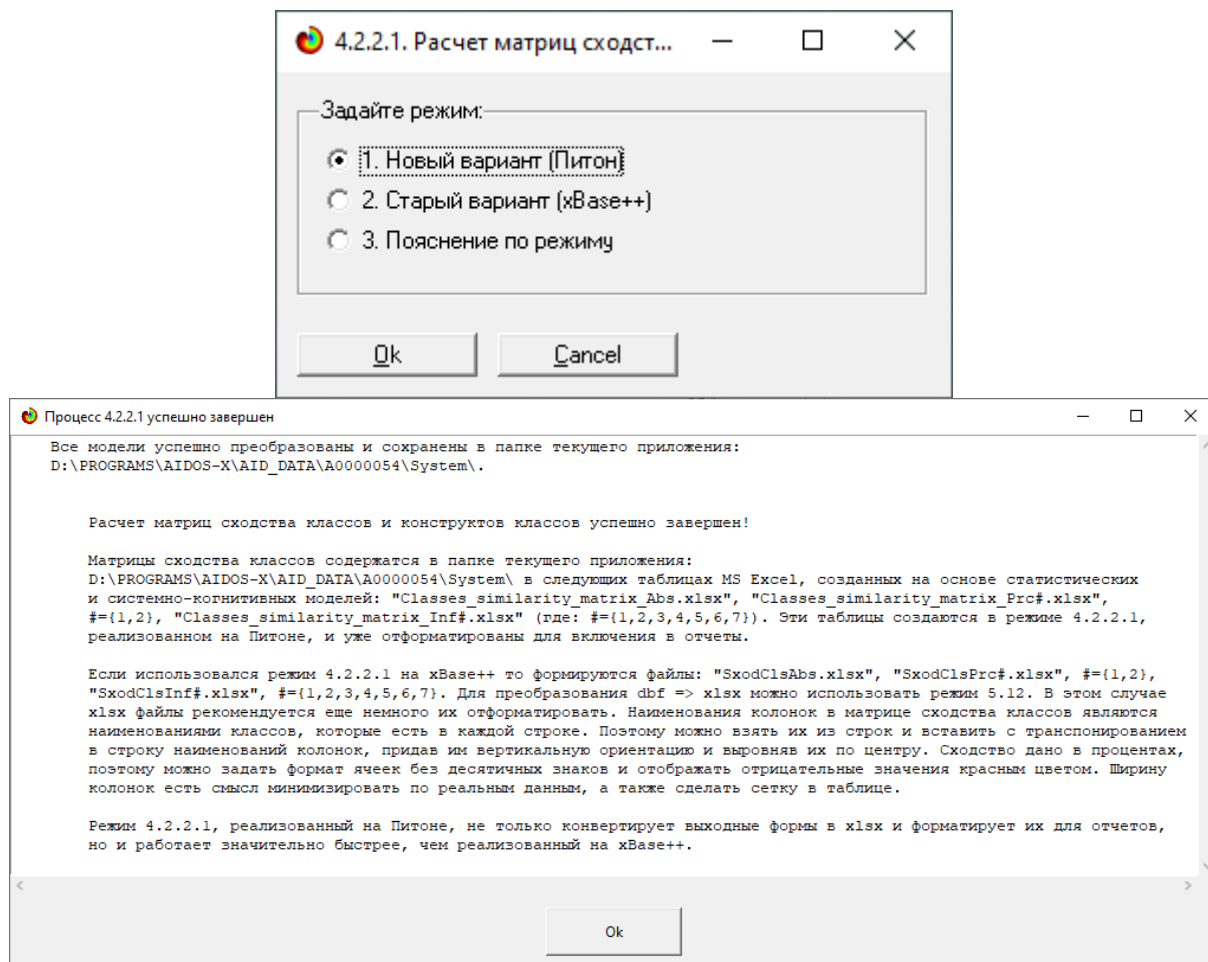 4.2.2.1. Расчет матриц сходст...
Задайте режим:
1. Новый вариант (Питон)
2. Старый вариант (xBase++)
3. Пояснение по режиму
Ok
Cancel
Процесс 4.2.2.1 успешно завершен
Все модели успешно преобразованы и сохранены в папке текущего приложения:
D:\PROGRAMS\AIDOS-X\AID_DATA\A0000054\System\.
Расчет матриц сходства классов и конструктов классов успешно завершен!
Матрицы сходства классов содержатся в папке текущего приложения:
D:\PROGRAMS\AIDOS-X\AID_DATA\A0000054\System\ в следующих таблицах MS Excel, созданных на основе статистических
и системно-когнитивных моделей: "Classes_similarity_matrix_Abs.xlsx", "Classes_similarity_matrix_Prc#.xlsx",
#={1,2}, "Classes_similarity_matrix_Inf#.xlsx" (где: #={1,2,3,4,5,6,7}). Эти таблицы создаются в режиме 4.2.2.1,
реализованном на Питоне, и уже отформатированы для включения в отчеты.
Если использовался режим 4.2.2.1 на xBase++ то формируются файлы: "SxodClsAbs.xlsx", "SxodClsPrc#.xlsx", #={1,2},
"SxodClsInf#.xlsx", #={1,2,3,4,5,6,7}. Для преобразования dbf => xlsx можно использовать режим 5.12. В этом случае
xlsx файлы рекомендуется еще немного их отформатировать. Наименования колонок в матрице сходства классов являются
наименованиями классов, которые есть в каждой строке. Поэтому можно взять их из строк и вставить с транспонированием
в строку наименований колонок, придав им вертикальную ориентацию и выровняв их по центру. Сходство дано в процентах,
поэтому можно задать формат ячеек без десятичных знаков и отображать отрицательные значения красным цветом. Ширину
колонок есть смысл минимизировать по реальным данным, а также сделать сетку в таблице.
Режим 4.2.2.1, реализованный на Питоне, не только конвертирует выходные формы в xlsx и форматирует их для отчетов,
но и работает значительно быстрее, чем реализованный на xBase++.
Ok